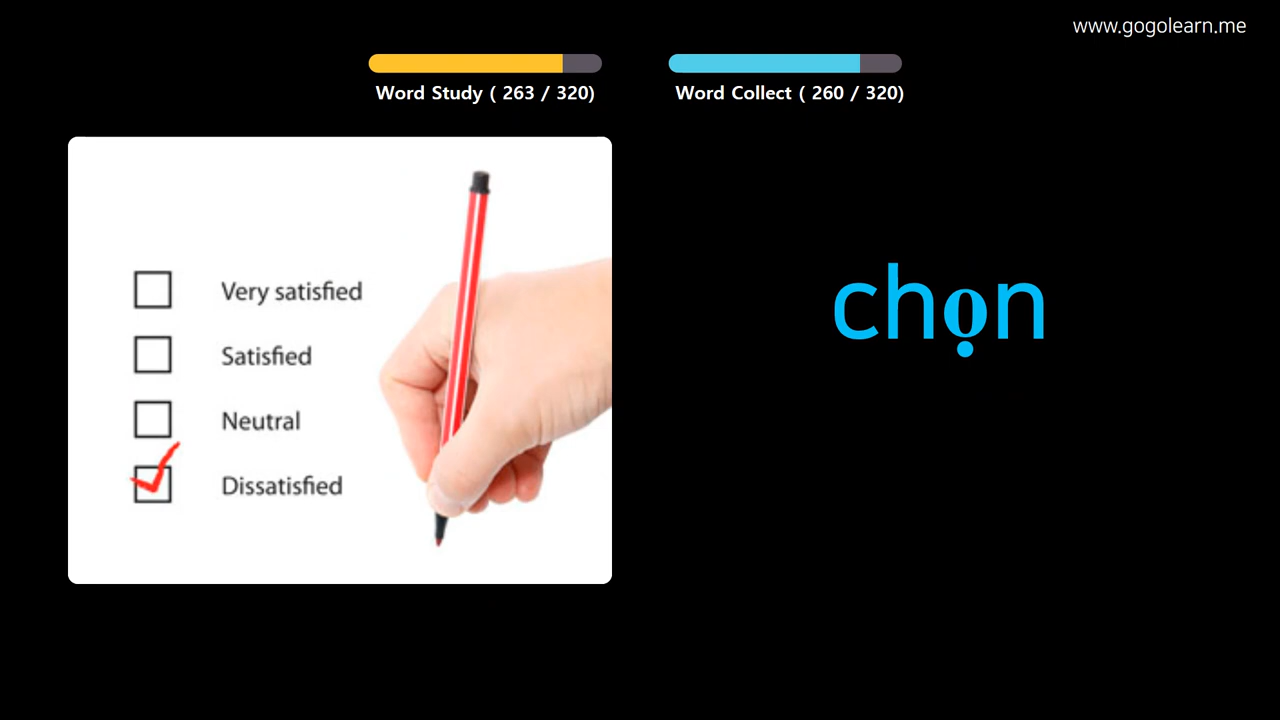 www.gogolearn.me
Word Study ( 263 / 320)
Word Collect ( 260 / 320)
Very satisfied
Satisfied
Neutral
Dissatisfied
chọn